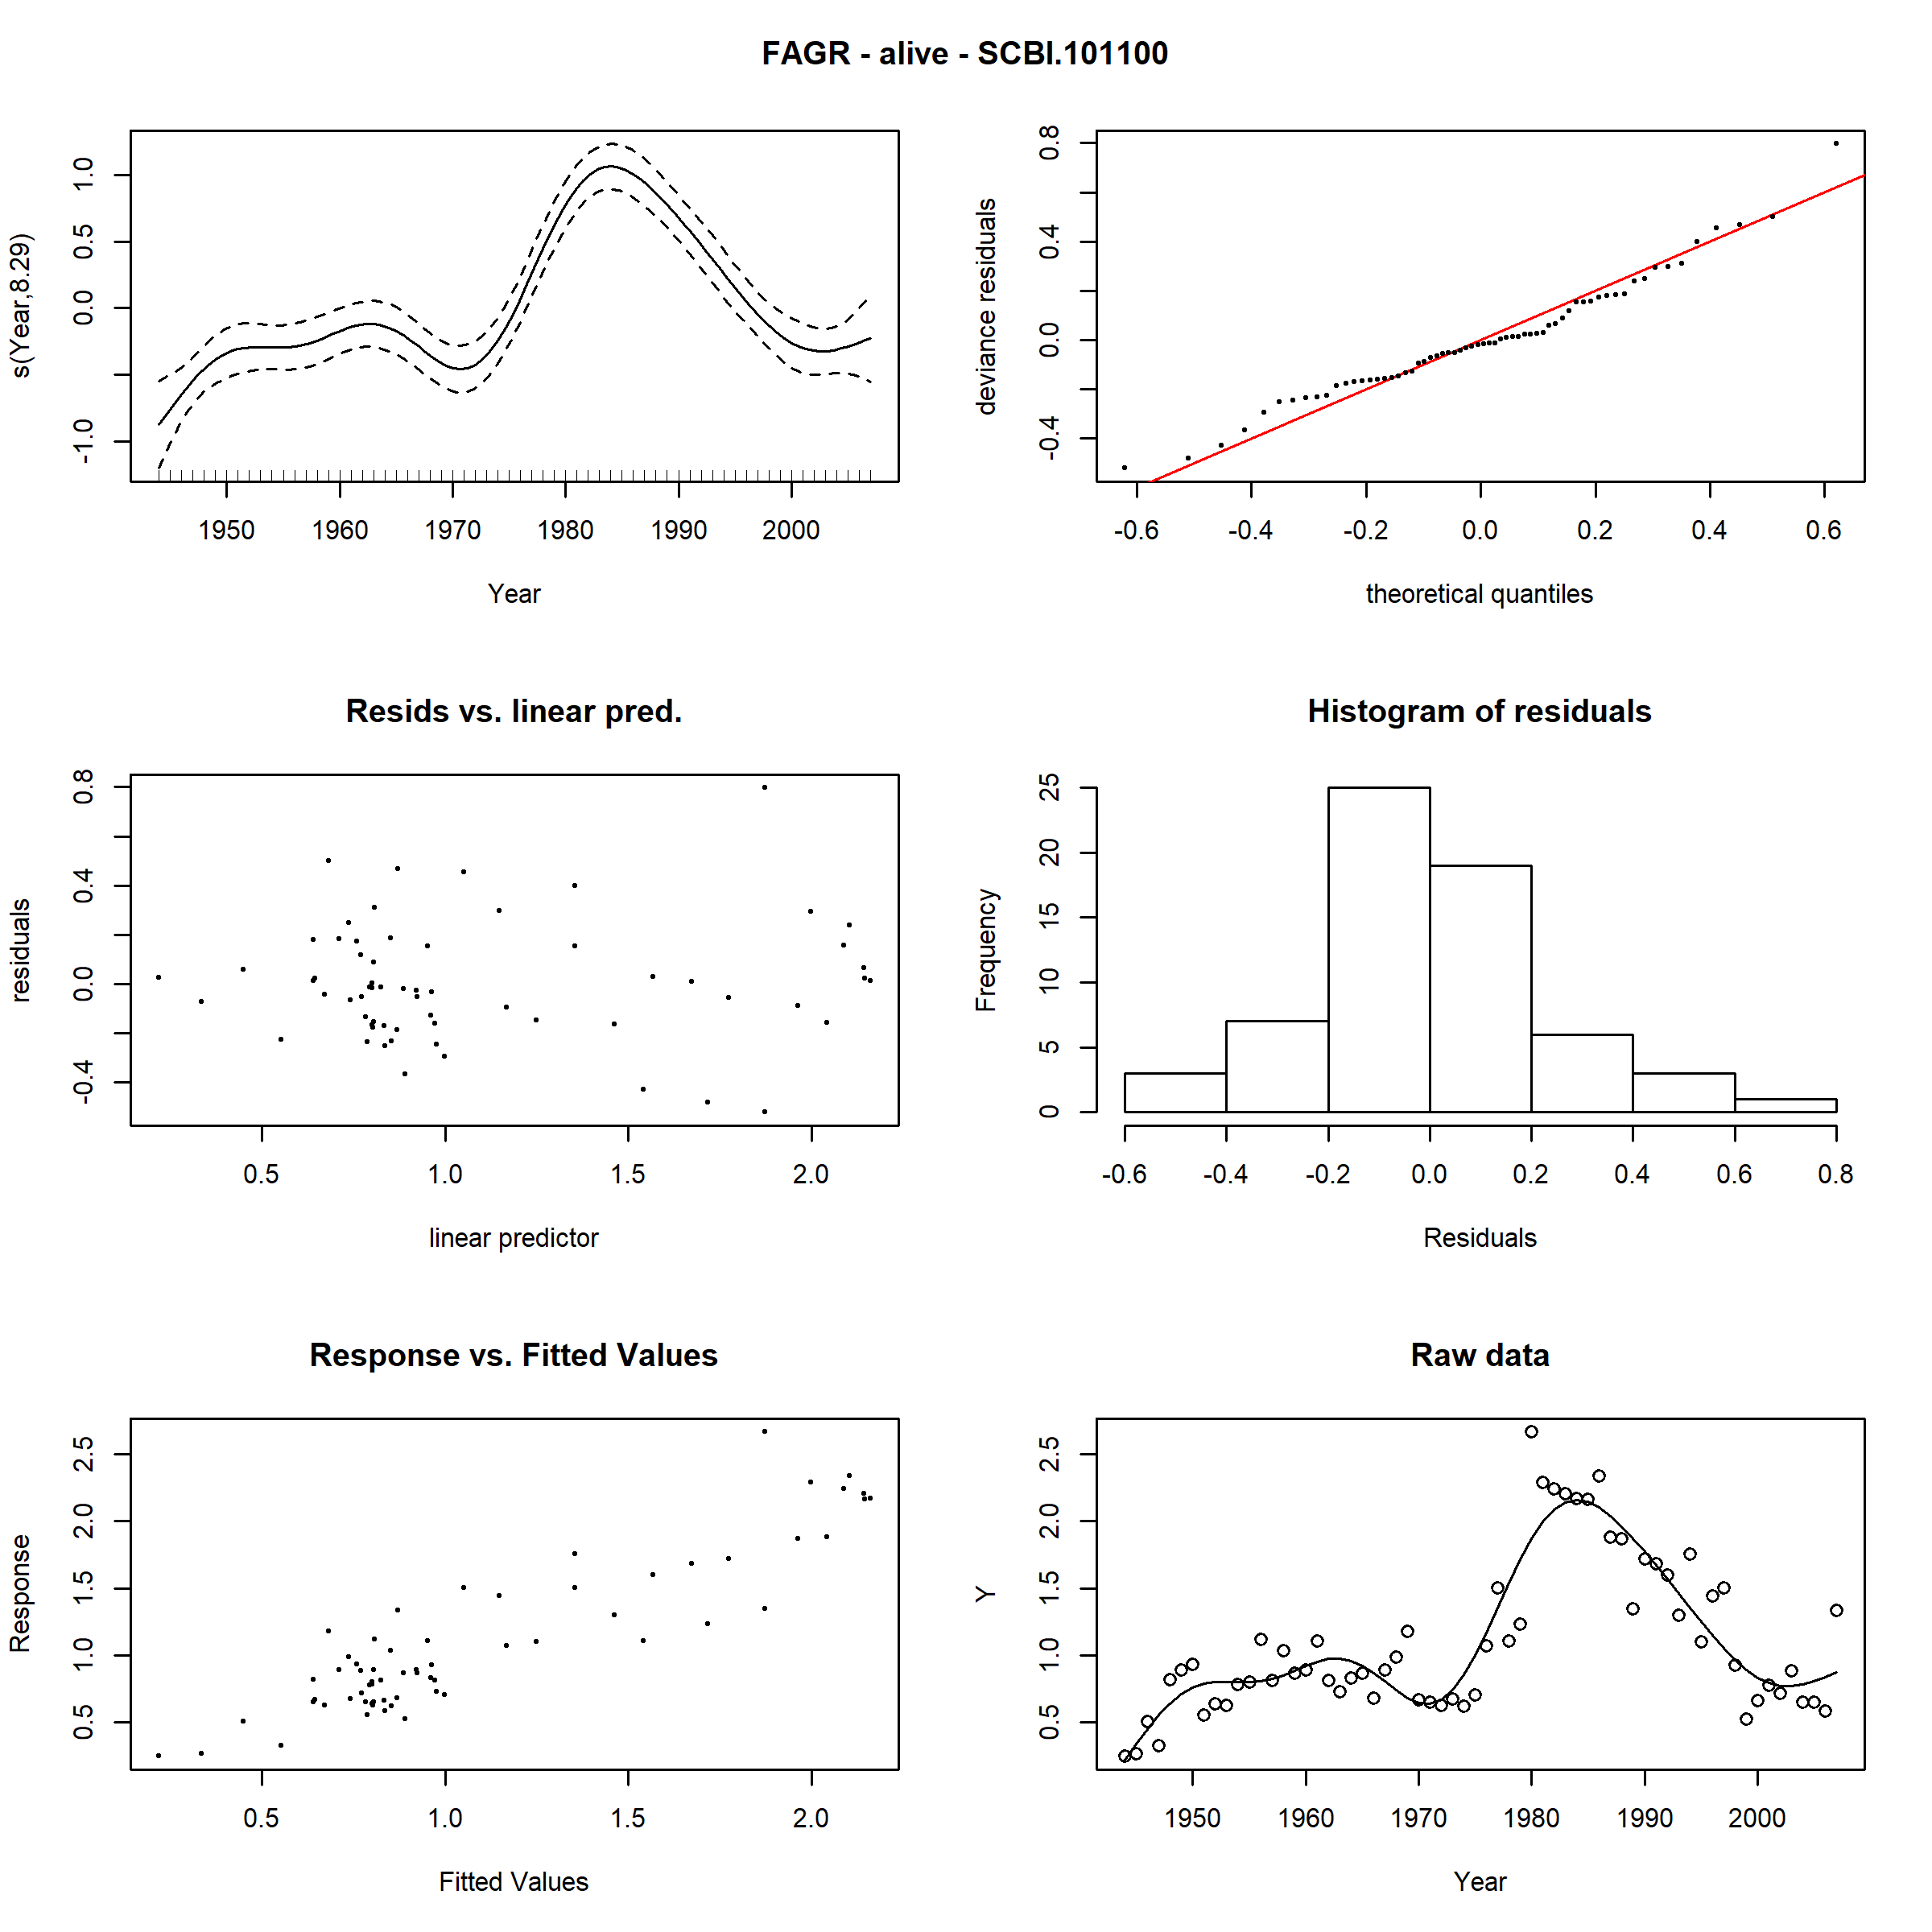 FAGR - alive - SCBI.101100
s(Year,8.29)
-1.0 0.0 0.5 1.0
1950 1960 1970 1980 1990 2000
Year
deviance residuals
-0.4 0.0 0.4 0.8
-0.6 -0.4 -0.2 0.0 0.2 0.4 0.6
theoretical quantiles
Resids vs. linear pred.
residuals
-0.4 0.0 0.4 0.8
0.5 1.0 1.5 2.0
linear predictor
Histogram of residuals
Frequency
0 5 10 15 20 25
-0.6 -0.4 -0.2 0.0 0.2 0.4 0.6 0.8
Residuals
Response vs. Fitted Values
Response
0.5 1.0 1.5 2.0 2.5
0.5 1.0 1.5 2.0
Fitted Values
Raw data
Y
0.5 1.0 1.5 2.0 2.5
1950 1960 1970 1980 1990 2000
Year